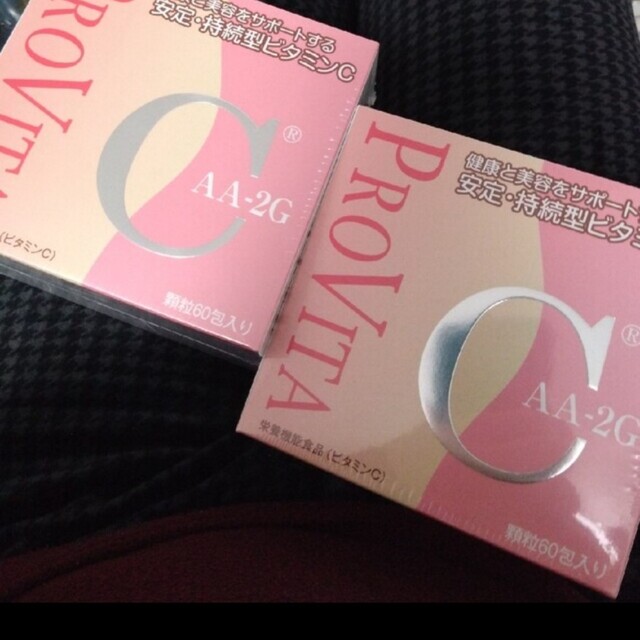 と美容をサポートする
安定・持続型ビタミンC
PROVITA
C®
AA-2G
(ビタミンC)
顆粒60包入り
健康と美容をサポート
安定・持続型ビタ
PROVITA
C®
AA-2G
栄養機能食品(ビタミンC)
顆粒60包入り